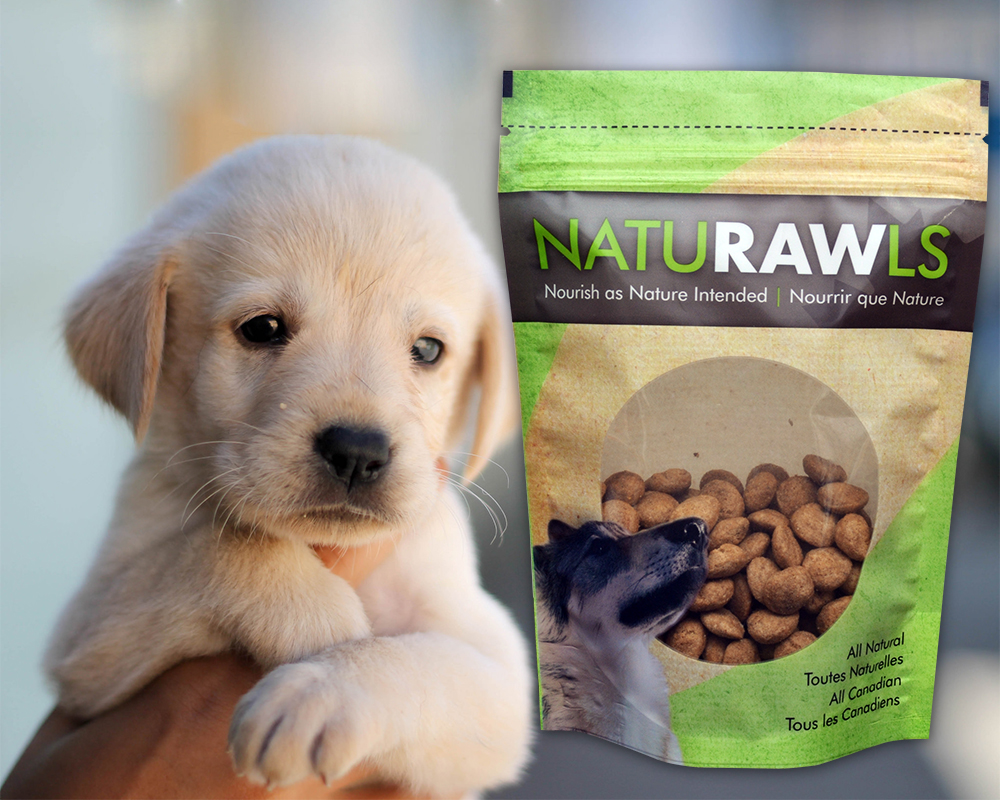 NATURAWLS
Nourish as Nature Intended | Nourrir que Nature
All Natural
Toutes Naturelles
All Canadian
Tous les Canadiens